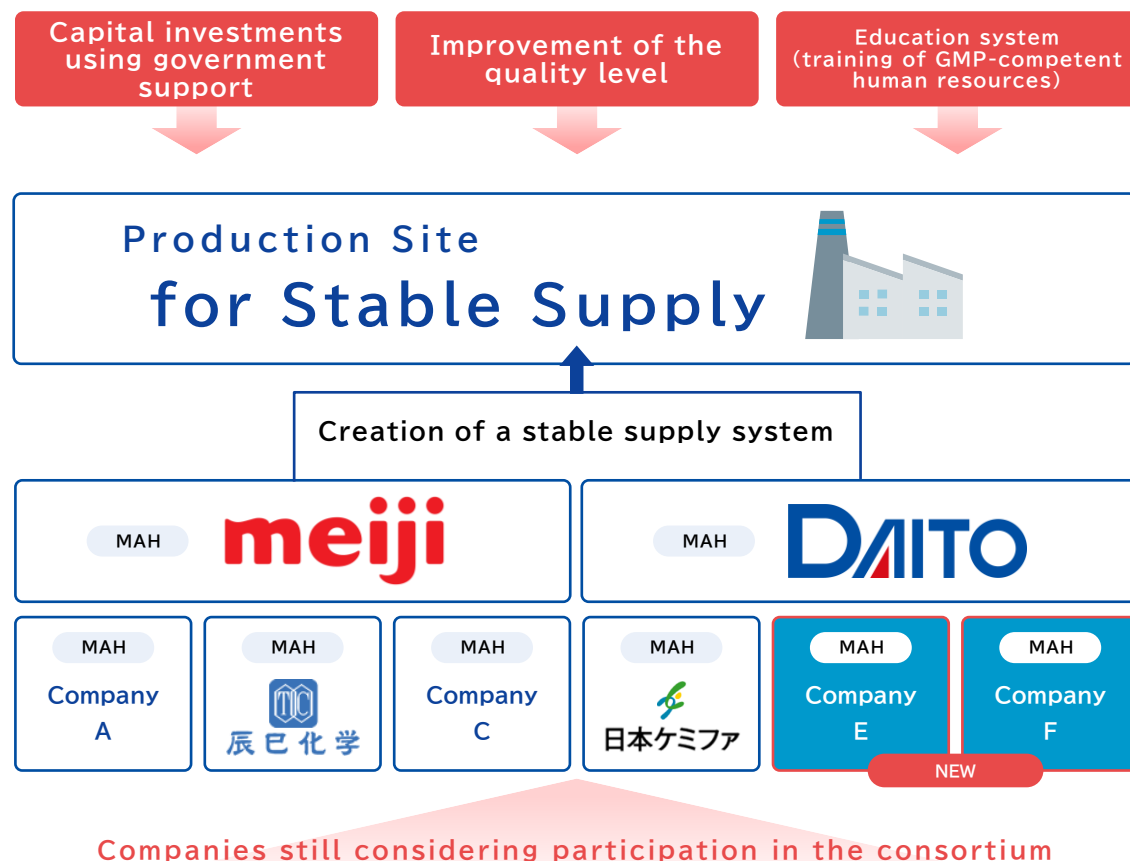 Capital investments
using government
support
Improvement of the
quality level
Education system
(training of GMP-competent
human resources)
Production Site
for Stable Supply
Creation of a stable supply system
MAH
meiji
MAH
DAITO
MAH
Company
A
MAH
TIC
辰巳化学
MAH
Company
C
MAH
日本ケミファ
MAH
Company
E
MAH
Company
F
NEW
Companies still considering participation in the consortium